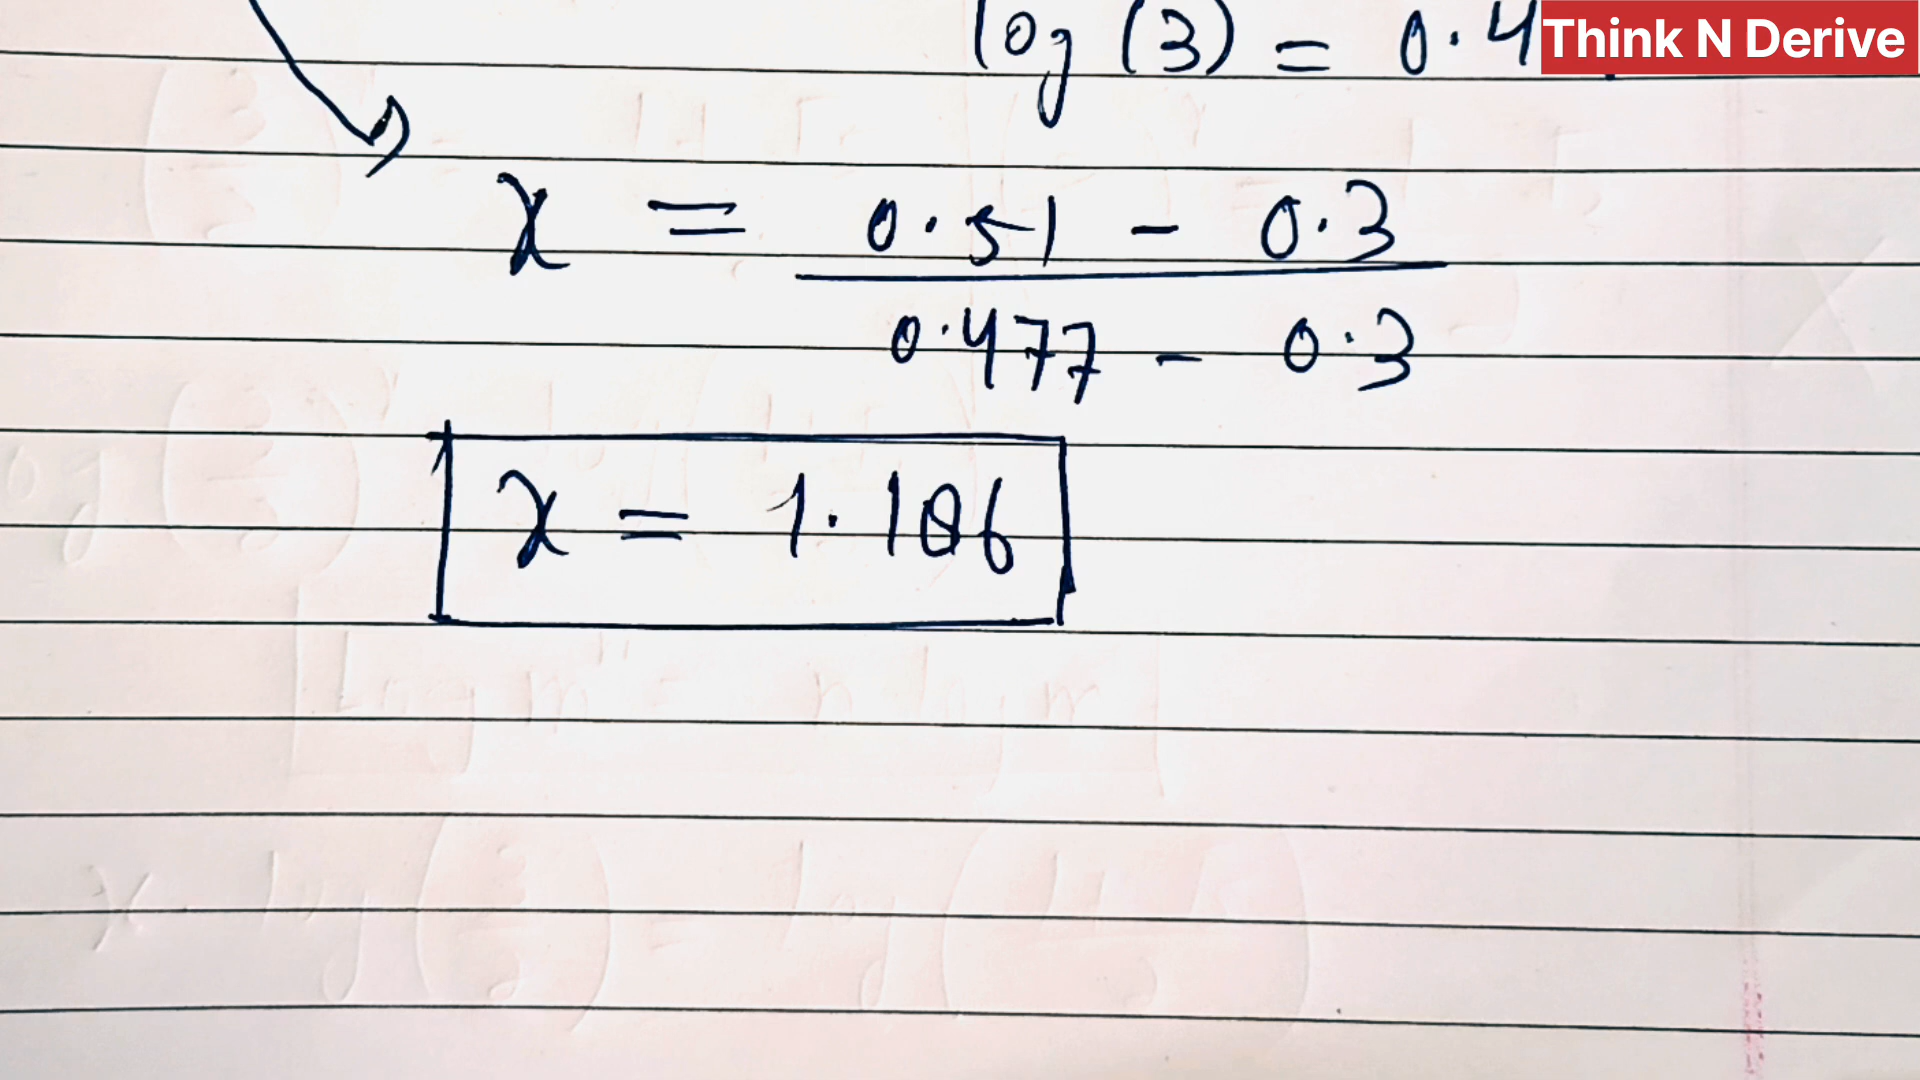 log (3) = 0.4
Think N Derive
x = 0.51 - 0.3
0.477 - 0.3
x = 1.186